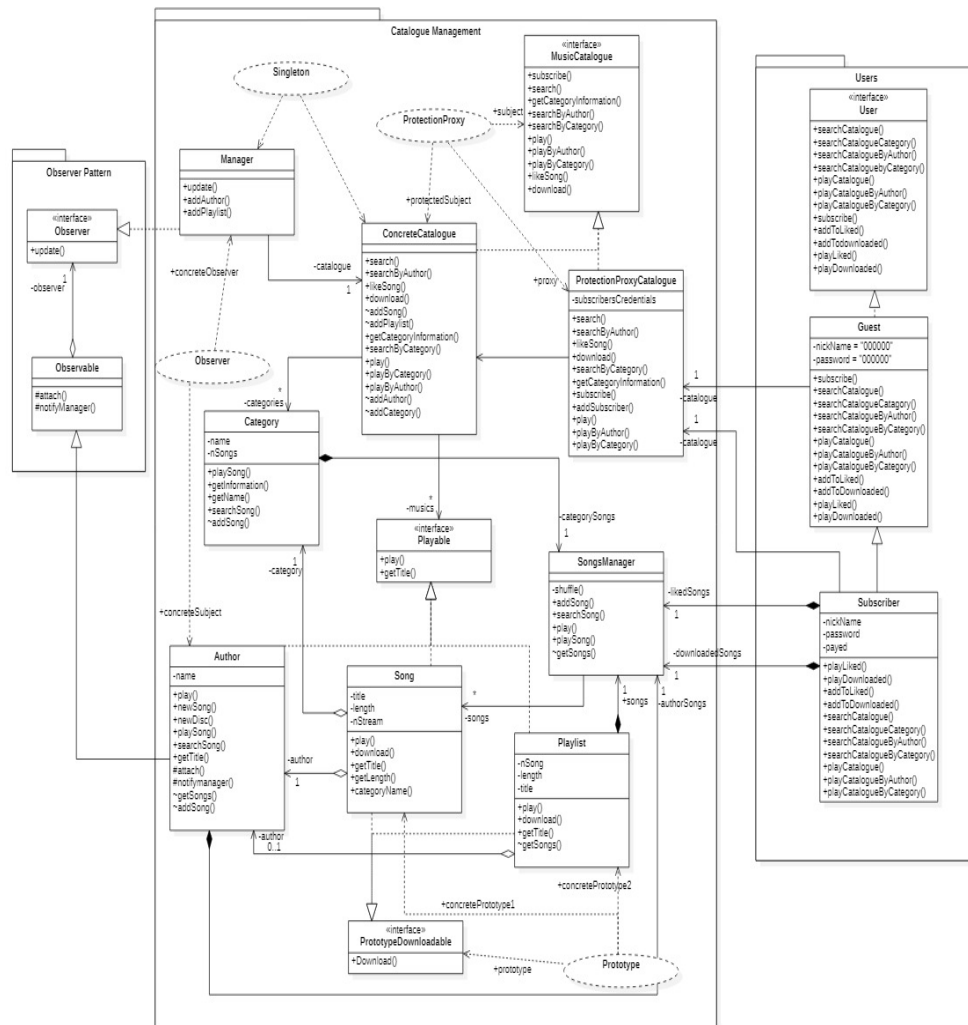 Catalogue Management
Singleton
ProtectionProxy
+subject
«interface»
MusicCatalogue
+subscribe()
+search()
+getCategoryInformation()
+searchByAuthor()
+searchByCategory()
+play()
+playByAuthor()
+playByCategory()
+likeSong()
+download()
Users
«interface»
User
+searchCatalogue()
+searchCatalogueCategory()
+searchCatalogueByAuthor()
+searchCataloguebyCategory()
+playCatalogue()
+playCatalogueByAuthor()
+playCatalogueByCategory()
+subscribe()
+addToLiked()
+addTodownloaded()
+playLiked()
+playDownloaded()
Observer Pattern
«interface»
Observer
+update()
1
-observer
Observable
#attach()
#notifyManager()
Manager
+update()
+addAuthor()
+addPlaylist()
+concreteObserver
Observer
-catalogue
1
+protectedSubject
ConcreteCatalogue
+search()
+searchByAuthor()
+likeSong()
+download()
~addSong()
~addPlaylist()
+getCategoryInformation()
+searchByCategory()
+play()
+playByCategory()
+playByAuthor()
~addAuthor()
~addCategory()
+proxy
ProtectionProxyCatalogue
-subscribersCredentials
+search()
+searchByAuthor()
+likeSong()
+download()
+searchByCategory()
+getCategoryInformation()
+subscribe()
+addSubscriber()
+play()
+playByAuthor()
+playByCategory()
1
-catalogue
1
-catalogue
Guest
-nickName = "000000"
-password = "000000"
+subscribe()
+searchCatalogue()
+searchCatalogueCatagory()
+searchCatalogueByAuthor()
+searchCatalogueByCategory()
+playCatalogue()
+playCatalogueByAuthor()
+playCatalogueByCategory()
+addToLiked()
+addToDownloaded()
+playLiked()
+playDownloaded()
*
-categories
Category
-name
-nSongs
+playSong()
+getInformation()
+getName()
+searchSong()
~addSong()
*
-musics
«interface»
Playable
+play()
+getTitle()
-categorySongs
1
1
-category
SongsManager
-shuffle()
+addSong()
+searchSong()
+play()
+playSong()
~getSongs()
-likedSongs
1
-downloadedSongs
1
Subscriber
-nickName
-password
-payed
+playLiked()
+playDownloaded()
+addToLiked()
+addToDownloaded()
+searchCatalogue()
+searchCatalogueCategory()
+searchCatalogueByAuthor()
+searchCatalogueByCategory()
+playCatalogue()
+playCatalogueByAuthor()
+playCatalogueByCategory()
+concreteSubject
Author
-name
+play()
+newSong()
+newDisc()
+playSong()
+searchSong()
+getTitle()
#attach()
#notifymanager()
~getSongs()
~addSong()
Song
-title
-length
-nStream
+play()
+download()
+getTitle()
+getLength()
+categoryName()
*
-songs
1
+songs
1
-authorSongs
-author
1
Playlist
-nSong
-length
-title
+play()
+download()
+getTitle()
~getSongs()
-author
0..1
+concretePrototype2
+concretePrototype1
«interface»
PrototypeDownloadable
+Download()
+prototype
Prototype